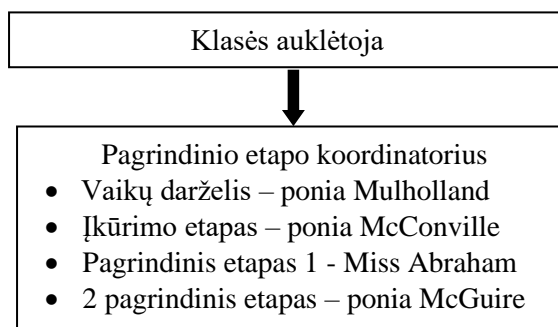 Klasės auklėtoja
Pagrindinio etapo koordinatorius
• Vaikų darželis – ponia Mulholland
• Įkūrimo etapas – ponia McConville
• Pagrindinis etapas 1 - Miss Abraham
• 2 pagrindinis etapas – ponia McGuire